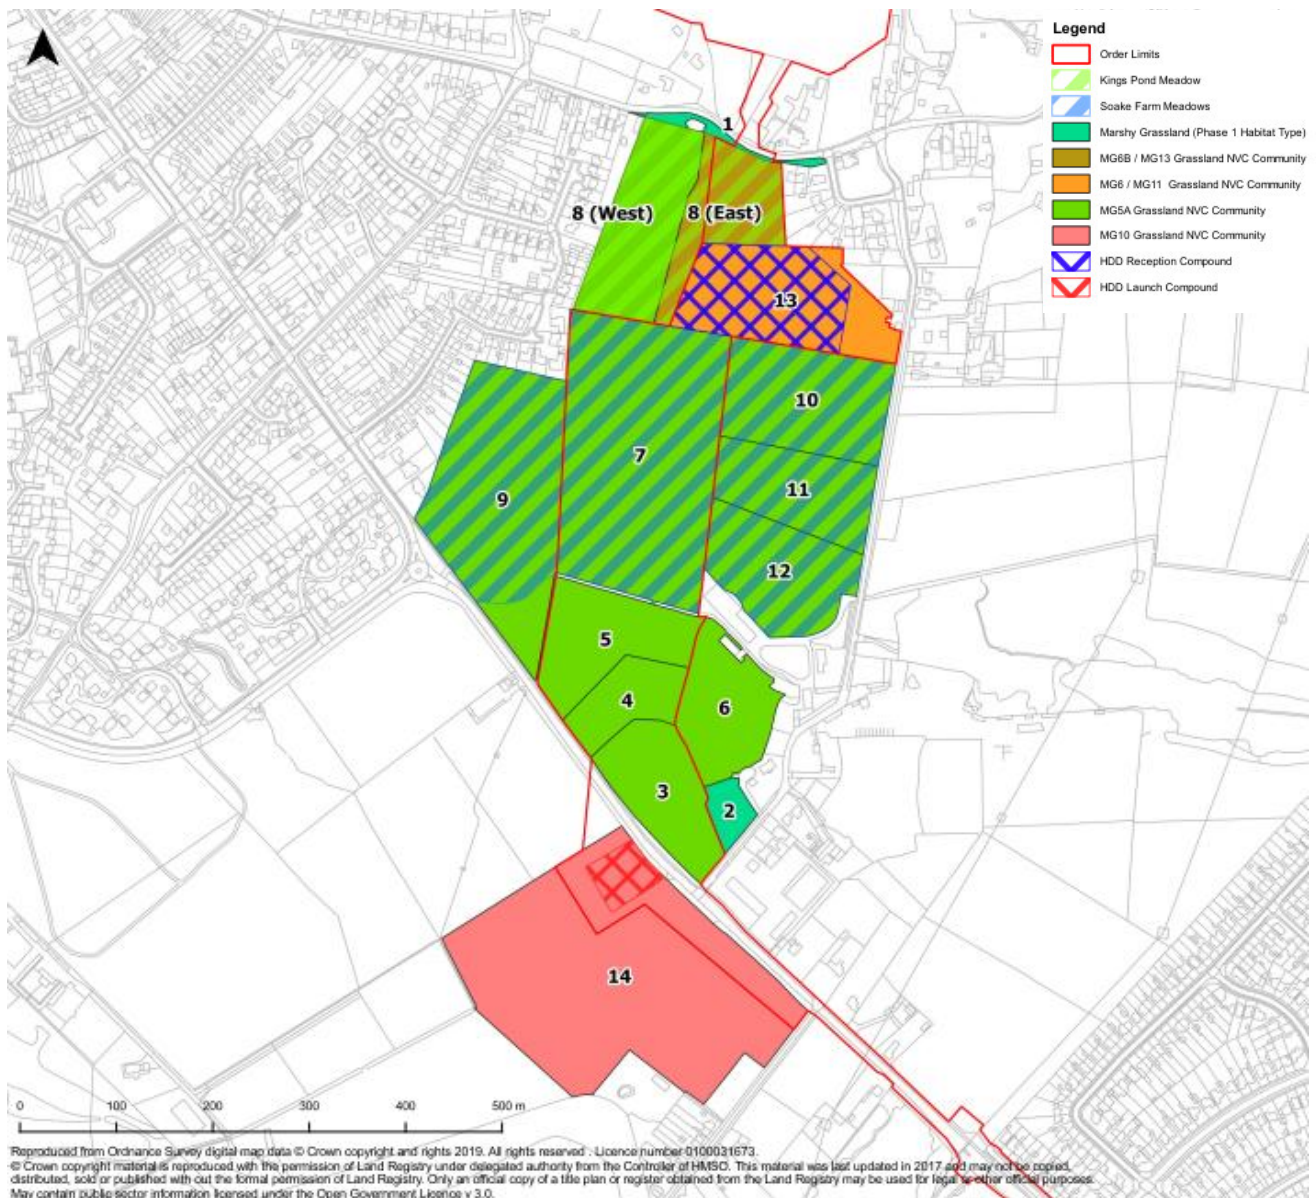 Legend
Order Limits
Kings Pond Meadow
Soake Farm Meadows
Marshy Grassland (Phase 1 Habitat Type)
MG6B / MG13 Grassland NVC Community
MG6 / MG11 Grassland NVC Community
MG5A Grassland NVC Community
MG10 Grassland NVC Community
HDD Reception Compound
HDD Launch Compound
1
8 (West)
8 (East)
13
10
7
11
9
12
5
4
6
3
2
14
0 100 200 300 400 500 m
Reproduced from Ordnance Survey digital map data © Crown copyright and rights 2019. All rights reserved . Licence number 0100031673.
© Crown copyright material is reproduced with the permission of Land Registry under delegated authority from the Controller of HMSO. This material was last updated in 2017 and may not be copied,
distributed, sold or published with out the formal permission of Land Registry. Only an official copy of a title plan or register obtained from the Land Registry may be used for legal or other official purposes.
May contain public sector information licensed under the Open Government Licence v 3.0.